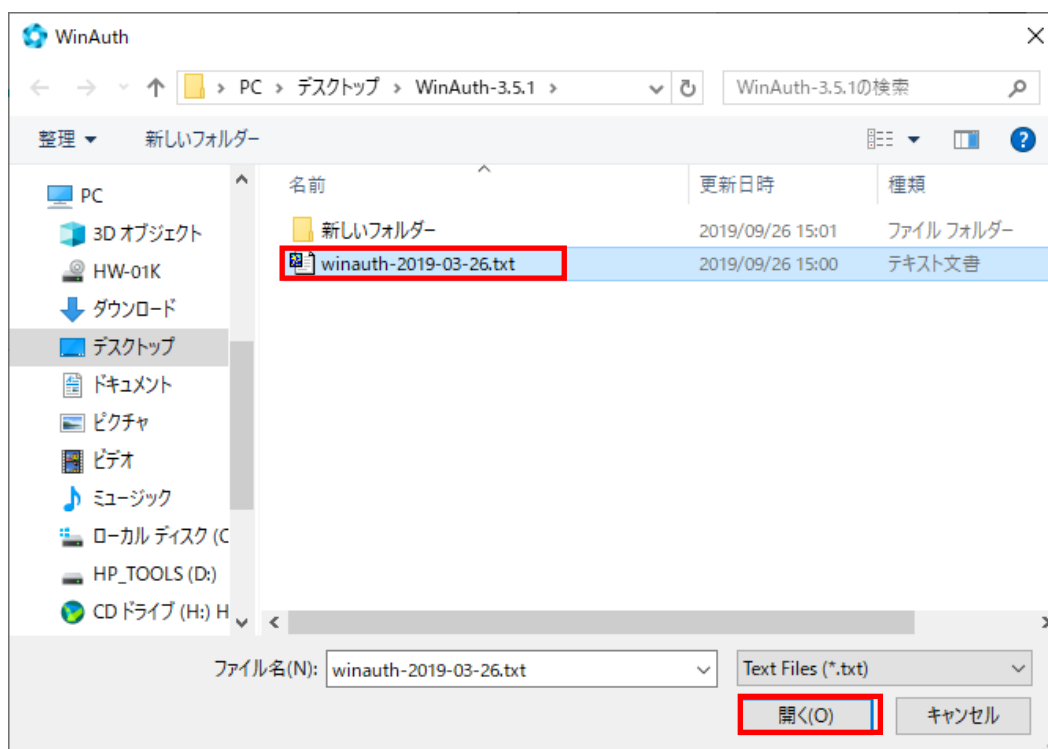 WinAuth
PC › デスクトップ › WinAuth-3.5.1 ›
WinAuth-3.5.1の検索
整理 新しいフォルダー
名前 更新日時 種類
新しいフォルダー 2019/09/26 15:01 ファイル フォルダー
winauth-2019-03-26.txt 2019/09/26 15:00 テキスト文書
PC
3D オブジェクト
HW-01K
ダウンロード
デスクトップ
ドキュメント
ピクチャ
ビデオ
ミュージック
ローカル ディスク (C
HP_TOOLS (D:)
CD ドライブ (H:) H
ファイル名(N): winauth-2019-03-26.txt Text Files (*.txt)
開く(O) キャンセル